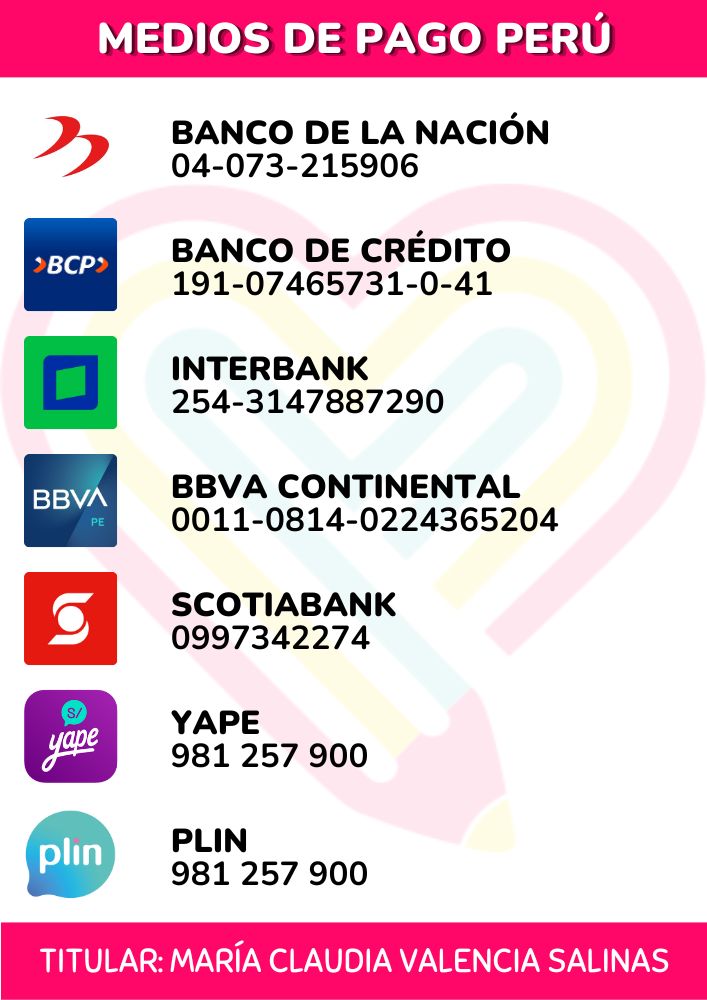 MEDIOS DE PAGO PERÚ
BANCO DE LA NACIÓN
04-073-215906
BCP
BANCO DE CRÉDITO
191-07465731-0-41
INTERBANK
254-3147887290
BBVA
PE
BBVA CONTINENTAL
0011-0814-0224365204
SCOTIABANK
0997342274
S/
yape
YAPE
981 257 900
plin
PLIN
981 257 900
TITULAR: MARÍA CLAUDIA VALENCIA SALINAS